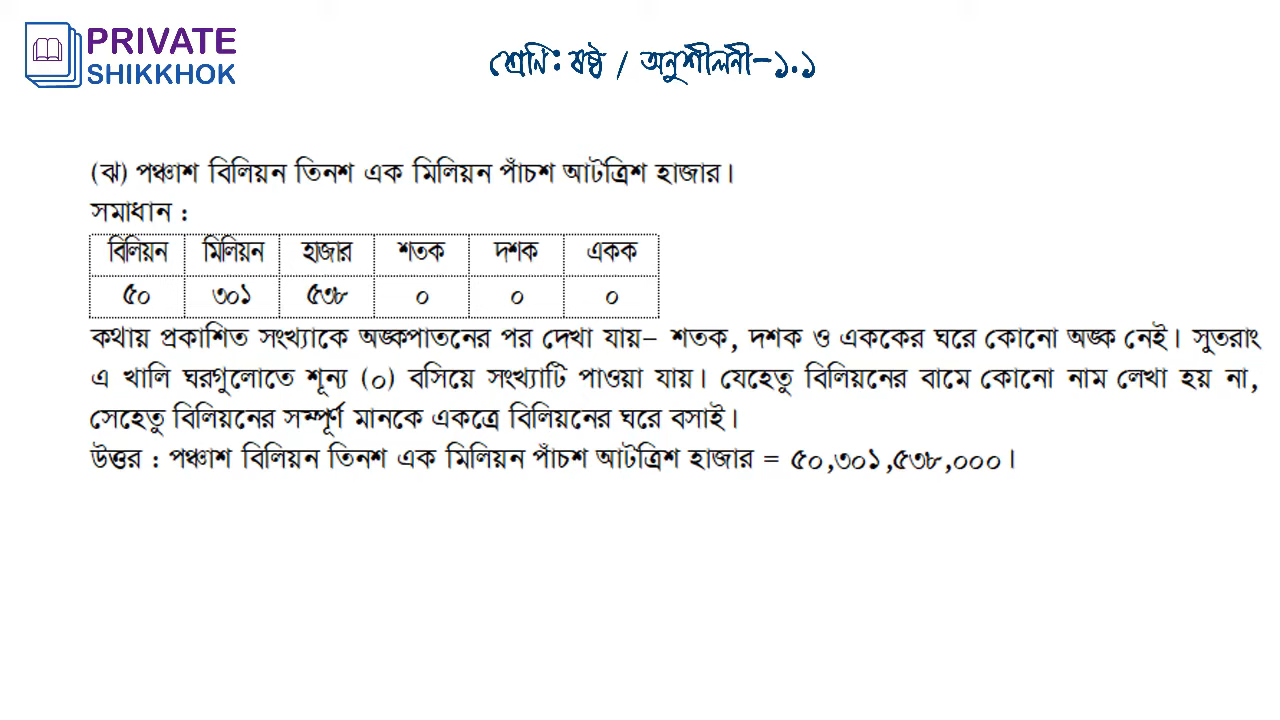 PRIVATE
SHIKKHOK
শ্রেণি: ষষ্ঠ / অনুশীলনী-১.১
(ঝ) পঞ্চাশ বিলিয়ন তিনশ এক মিলিয়ন পাঁচশ আটত্রিশ হাজার।
সমাধান :
বিলিয়ন মিলিয়ন হাজার শতক দশক একক
৫০ ৩০১ ৫৩৮ ০ ০ ০
কথায় প্রকাশিত সংখ্যাকে অঙ্কপাতনের পর দেখা যায়– শতক, দশক ও এককের ঘরে কোনো অঙ্ক নেই। সুতরাং
এ খালি ঘরগুলোতে শূন্য (০) বসিয়ে সংখ্যাটি পাওয়া যায়। যেহেতু বিলিয়নের বামে কোনো নাম লেখা হয় না,
সেহেতু বিলিয়নের সম্পূর্ণ মানকে একত্রে বিলিয়নের ঘরে বসাই।
উত্তর : পঞ্চাশ বিলিয়ন তিনশ এক মিলিয়ন পাঁচশ আটত্রিশ হাজার = ৫০,৩০১,৫৩৮,০০০।